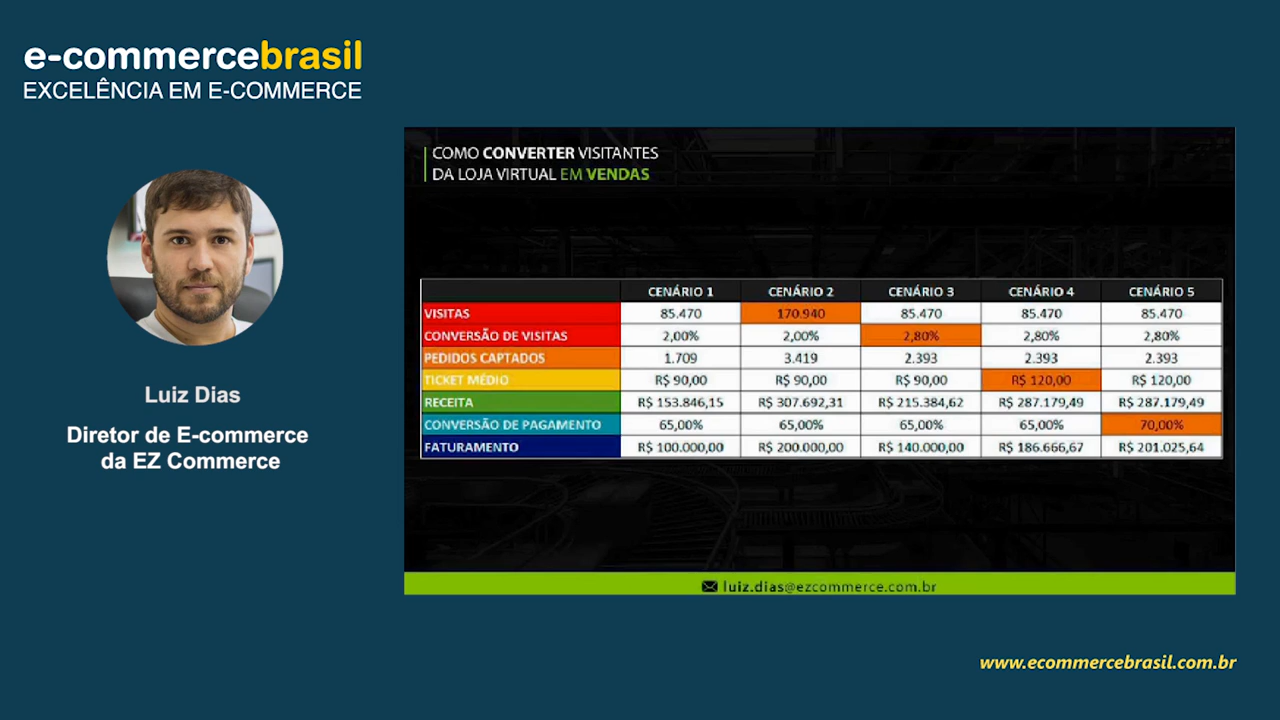 e-commercebrasil
EXCELÊNCIA EM E-COMMERCE
COMO CONVERTER VISITANTES
DA LOJA VIRTUAL EM VENDAS
CENÁRIO 1 CENÁRIO 2 CENÁRIO 3 CENÁRIO 4 CENÁRIO 5
VISITAS 85.470 170.940 85.470 85.470 85.470
CONVERSÃO DE VISITAS 2,00% 2,00% 2,80% 2,80% 2,80%
PEDIDOS CAPTADOS 1.709 3.419 2.393 2.393 2.393
TICKET MÉDIO R$ 90,00 R$ 90,00 R$ 90,00 R$ 120,00 R$ 120,00
RECEITA R$ 153.846,15 R$ 307.692,31 R$ 215.384,62 R$ 287.179,49 R$ 287.179,49
CONVERSÃO DE PAGAMENTO 65,00% 65,00% 65,00% 65,00% 70,00%
FATURAMENTO R$ 100.000,00 R$ 200.000,00 R$ 140.000,00 R$ 186.666,67 R$ 201.025,64
luiz.dias@ezcommerce.com.br
Luiz Dias
Diretor de E-commerce
da EZ Commerce
www.ecommercebrasil.com.br